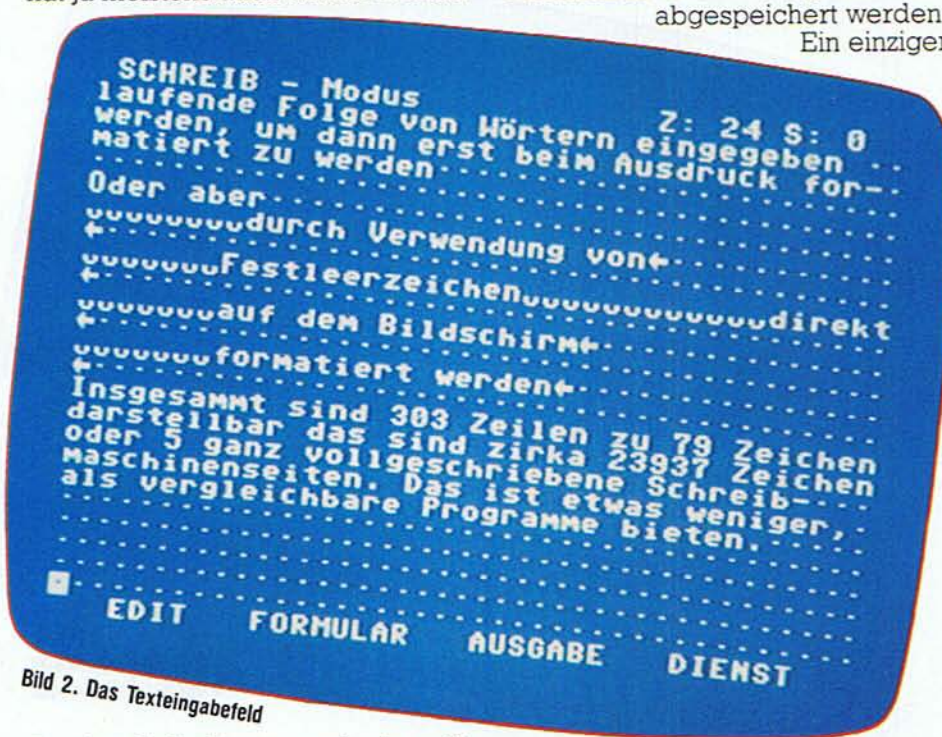 abgespeichert werden
Ein einziger
SCHREIB - Modus Z: 24 S: 0
laufende Folge von Wörtern eingegeben
werden, um dann erst beim Ausdruck for-
matiert zu werden
Oder aber
durch Verwendung von←
←
Festleerzeichen direkt
←
auf dem Bildschirm←
←
formatiert werden←
←
Insgesammt sind 303 Zeilen zu 79 Zeichen
darstellbar das sind zirka 23937 Zeichen
oder 5 ganz vollgeschriebene Schreib-
maschinenseiten. Das ist etwas weniger,
als vergleichbare Programme bieten.
EDIT FORMULAR AUSGABE DIENST
Bild 2. Das Texteingabefeld